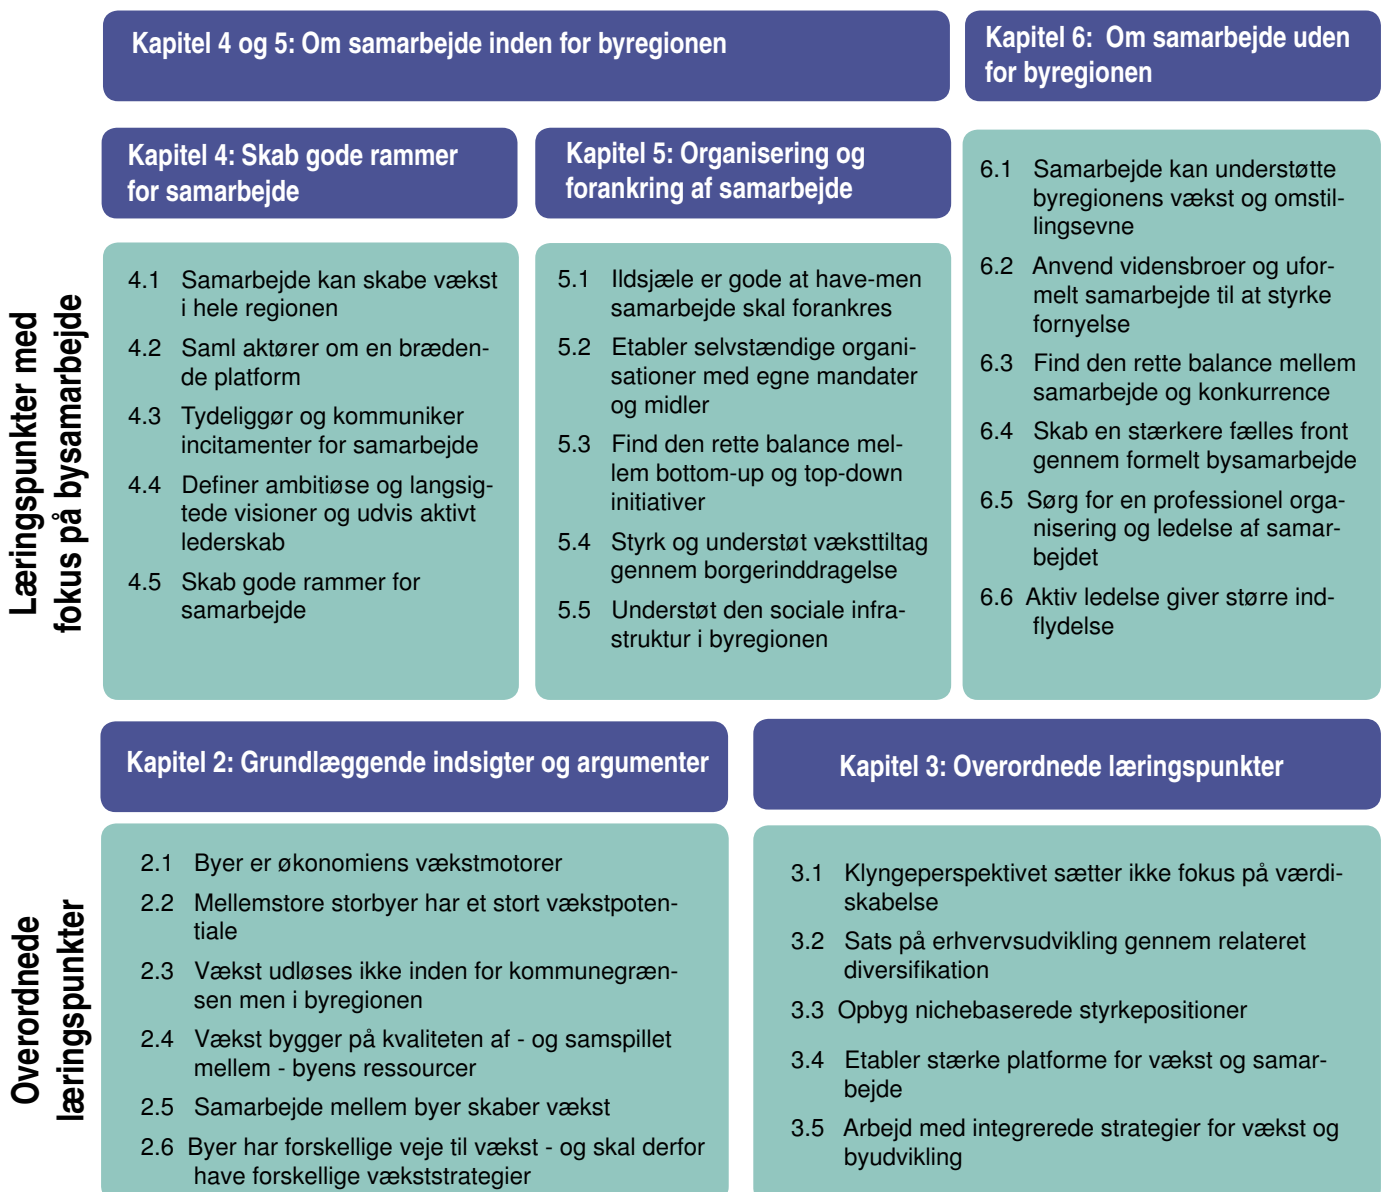 Kapitel 4 og 5: Om samarbejde inden for byregionen
Kapitel 6: Om samarbejde uden
for byregionen
Læringspunkter med
fokus på bysamarbejde
Kapitel 4: Skab gode rammer
for samarbejde
4.1 Samarbejde kan skabe vækst
i hele regionen
4.2 Saml aktører om en bræden-
de platform
4.3 Tydeliggør og kommuniker
incitamenter for samarbejde
4.4 Definer ambitiøse og langsig-
tede visioner og udvis aktivt
lederskab
4.5 Skab gode rammer for
samarbejde
Kapitel 5: Organisering og
forankring af samarbejde
5.1 Ildsjæle er gode at have-men
samarbejde skal forankres
5.2 Etabler selvstændige organi-
sationer med egne mandater
og midler
5.3 Find den rette balance mel-
lem bottom-up og top-down
initiativer
5.4 Styrk og understøt væksttiltag
gennem borgerinddragelse
5.5 Understøt den sociale infra-
struktur i byregionen
6.1 Samarbejde kan understøtte
byregionens vækst og omstil-
lingsevne
6.2 Anvend vidensbroer og ufor-
melt samarbejde til at styrke
fornyelse
6.3 Find den rette balance mellem
samarbejde og konkurrence
6.4 Skab en stærkere fælles front
gennem formelt bysamarbejde
6.5 Sørg for en professionel orga-
nisering og ledelse af samar-
bejdet
6.6 Aktiv ledelse giver større ind-
flydelse
Overordnede
læringspunkter
Kapitel 2: Grundlæggende indsigter og argumenter
2.1 Byer er økonomiens vækstmotorer
2.2 Mellemstore storbyer har et stort vækstpoten-
tiale
2.3 Vækst udløses ikke inden for kommunegræn-
sen men i byregionen
2.4 Vækst bygger på kvaliteten af - og samspillet
mellem - byens ressourcer
2.5 Samarbejde mellem byer skaber vækst
2.6 Byer har forskellige veje til vækst - og skal derfor
have forskellige vækststrategier
Kapitel 3: Overordnede læringspunkter
3.1 Klyngeperspektivet sætter ikke fokus på værdi-
skabelse
3.2 Sats på erhvervsudvikling gennem relateret
diversifikation
3.3 Opbyg nichebaserede styrkepositioner
3.4 Etabler stærke platforme for vækst og samar-
bejde
3.5 Arbejd med integrerede strategier for vækst og
byudvikling